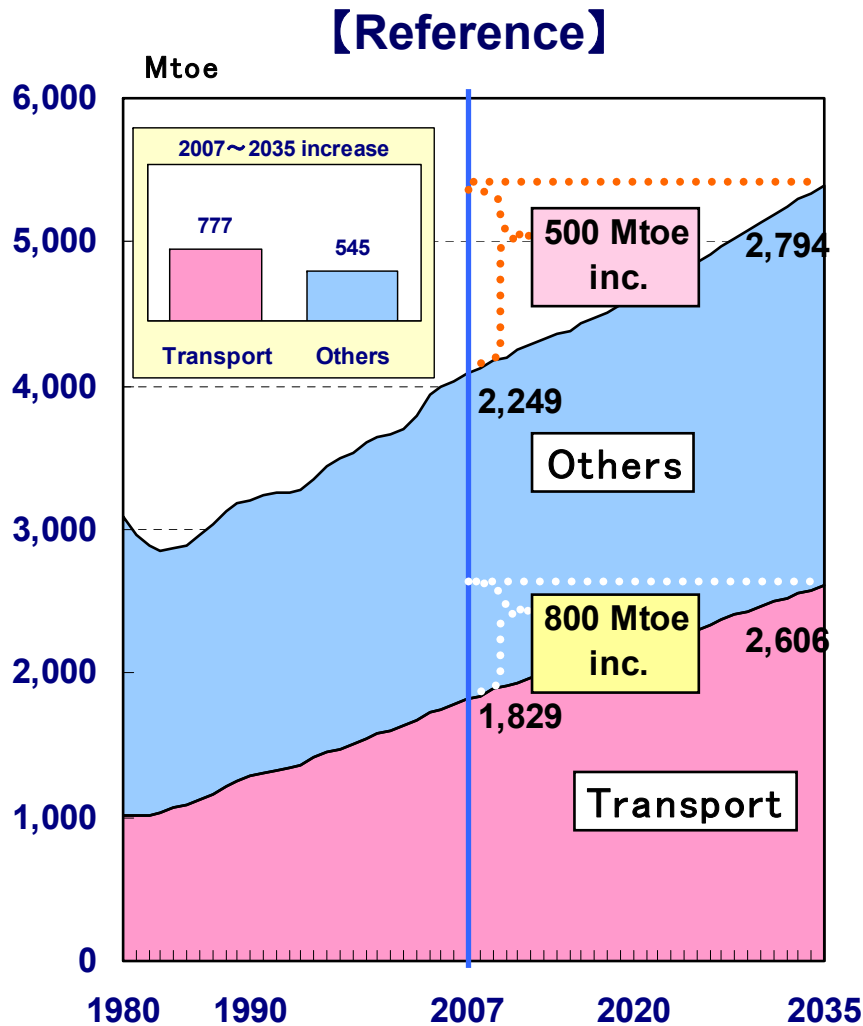 【Reference】
Mtoe
6,000
5,000
4,000
3,000
2,000
1,000
0
2007～2035 increase
777
545
Transport
Others
500 Mtoe
inc.
2,794
2,249
Others
800 Mtoe
inc.
2,606
1,829
Transport
1980
1990
2007
2020
2035